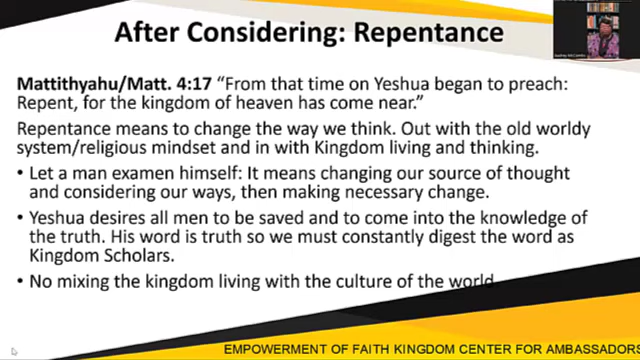 After Considering: Repentance
Mattithyahu/Matt. 4:17 “From that time on Yeshua began to preach:
Repent, for the kingdom of heaven has come near.”
Repentance means to change the way we think. Out with the old worldy
system/religious mindset and in with Kingdom living and thinking.
• Let a man examen himself: It means changing our source of thought
and considering our ways, then making necessary change.
• Yeshua desires all men to be saved and to come into the knowledge of
the truth. His word is truth so we must constantly digest the word as
Kingdom Scholars.
• No mixing the kingdom living with the culture of the world
EMPOWERMENT OF FAITH KINGDOM CENTER FOR AMBASSADORS